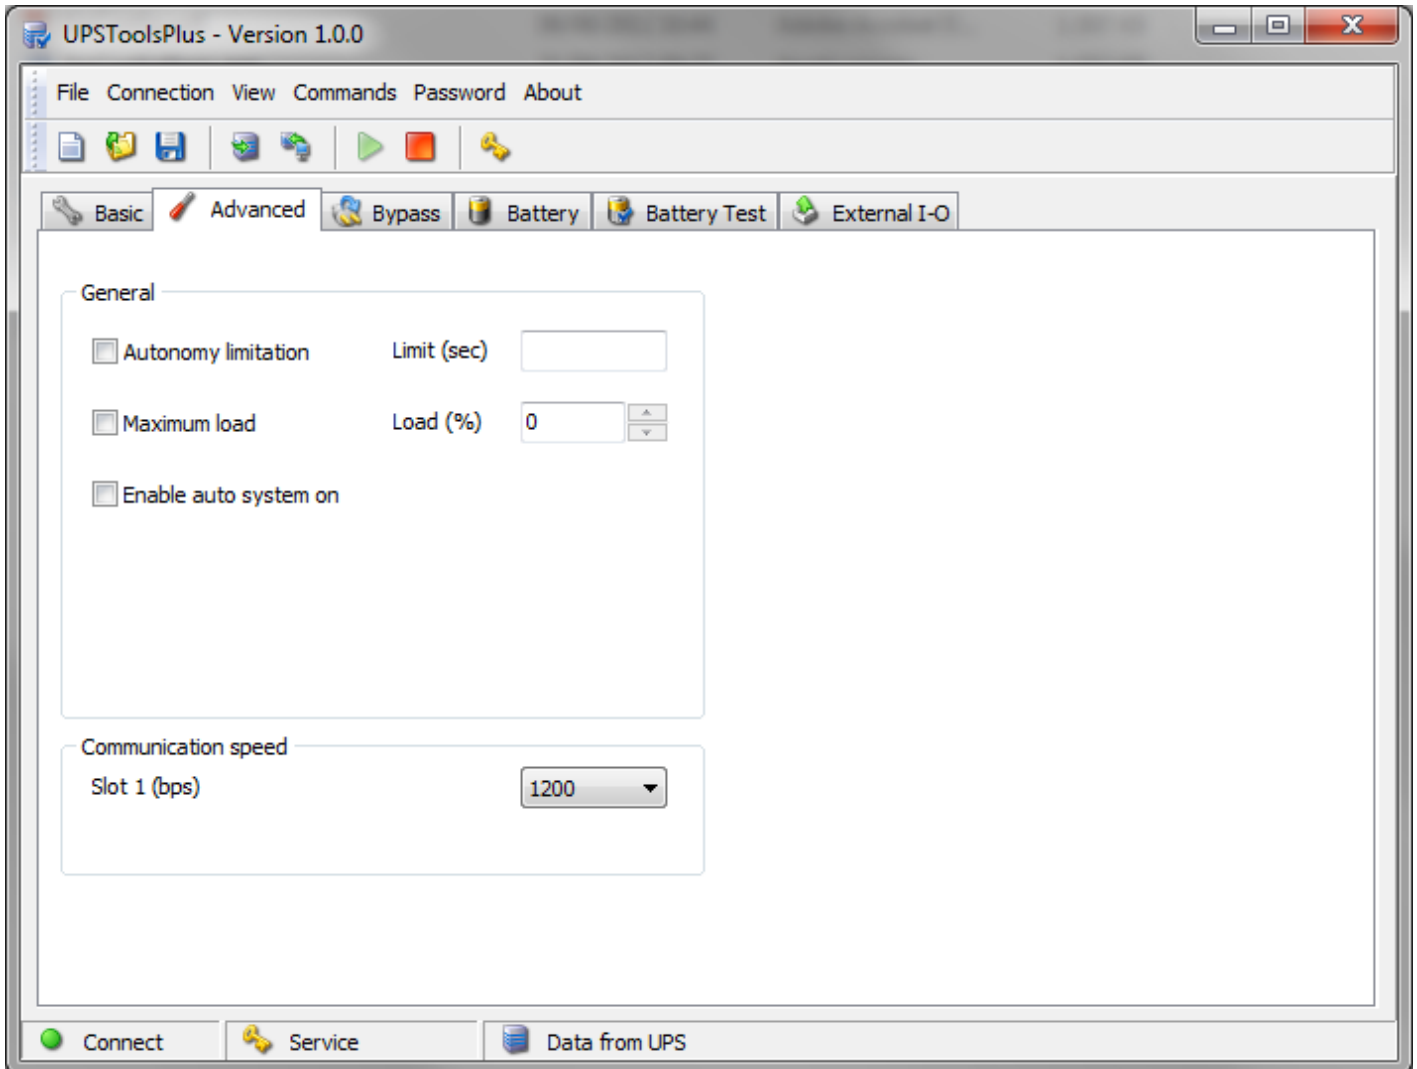 UPSToolsPlus - Version 1.0.0
File Connection View Commands Password About
Basic Advanced Bypass Battery Battery Test External I-O
General
Autonomy limitation Limit (sec)
Maximum load Load (%) 0
Enable auto system on
Communication speed
Slot 1 (bps) 1200
Connect Service Data from UPS